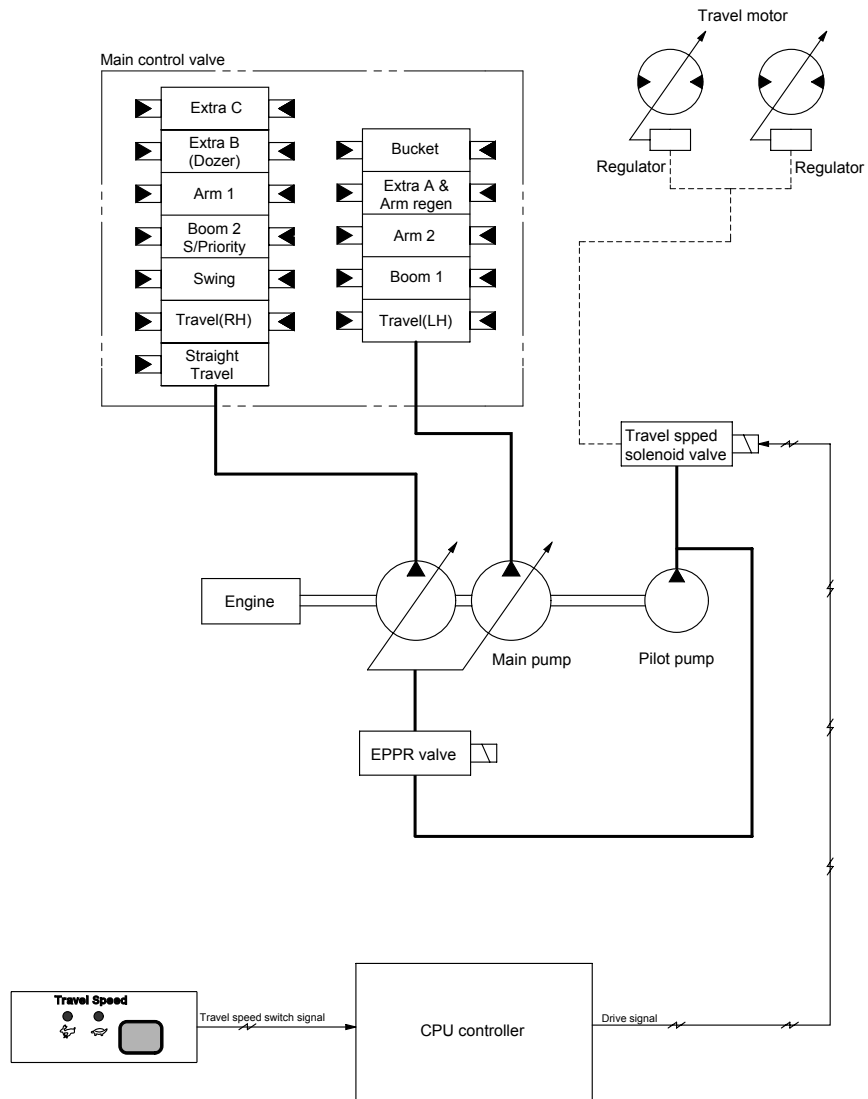 Travel motor
Main control valve
Extra C
Extra B
(Dozer)
Arm 1
Boom 2
S/Priority
Swing
Travel(RH)
Straight
Travel
Bucket
Extra A &
Arm regen
Arm 2
Boom 1
Travel(LH)
Regulator
Regulator
Travel spped
solenoid valve
Engine
Main pump
Pilot pump
EPPR valve
Travel Speed
Travel speed switch signal
CPU controller
Drive signal